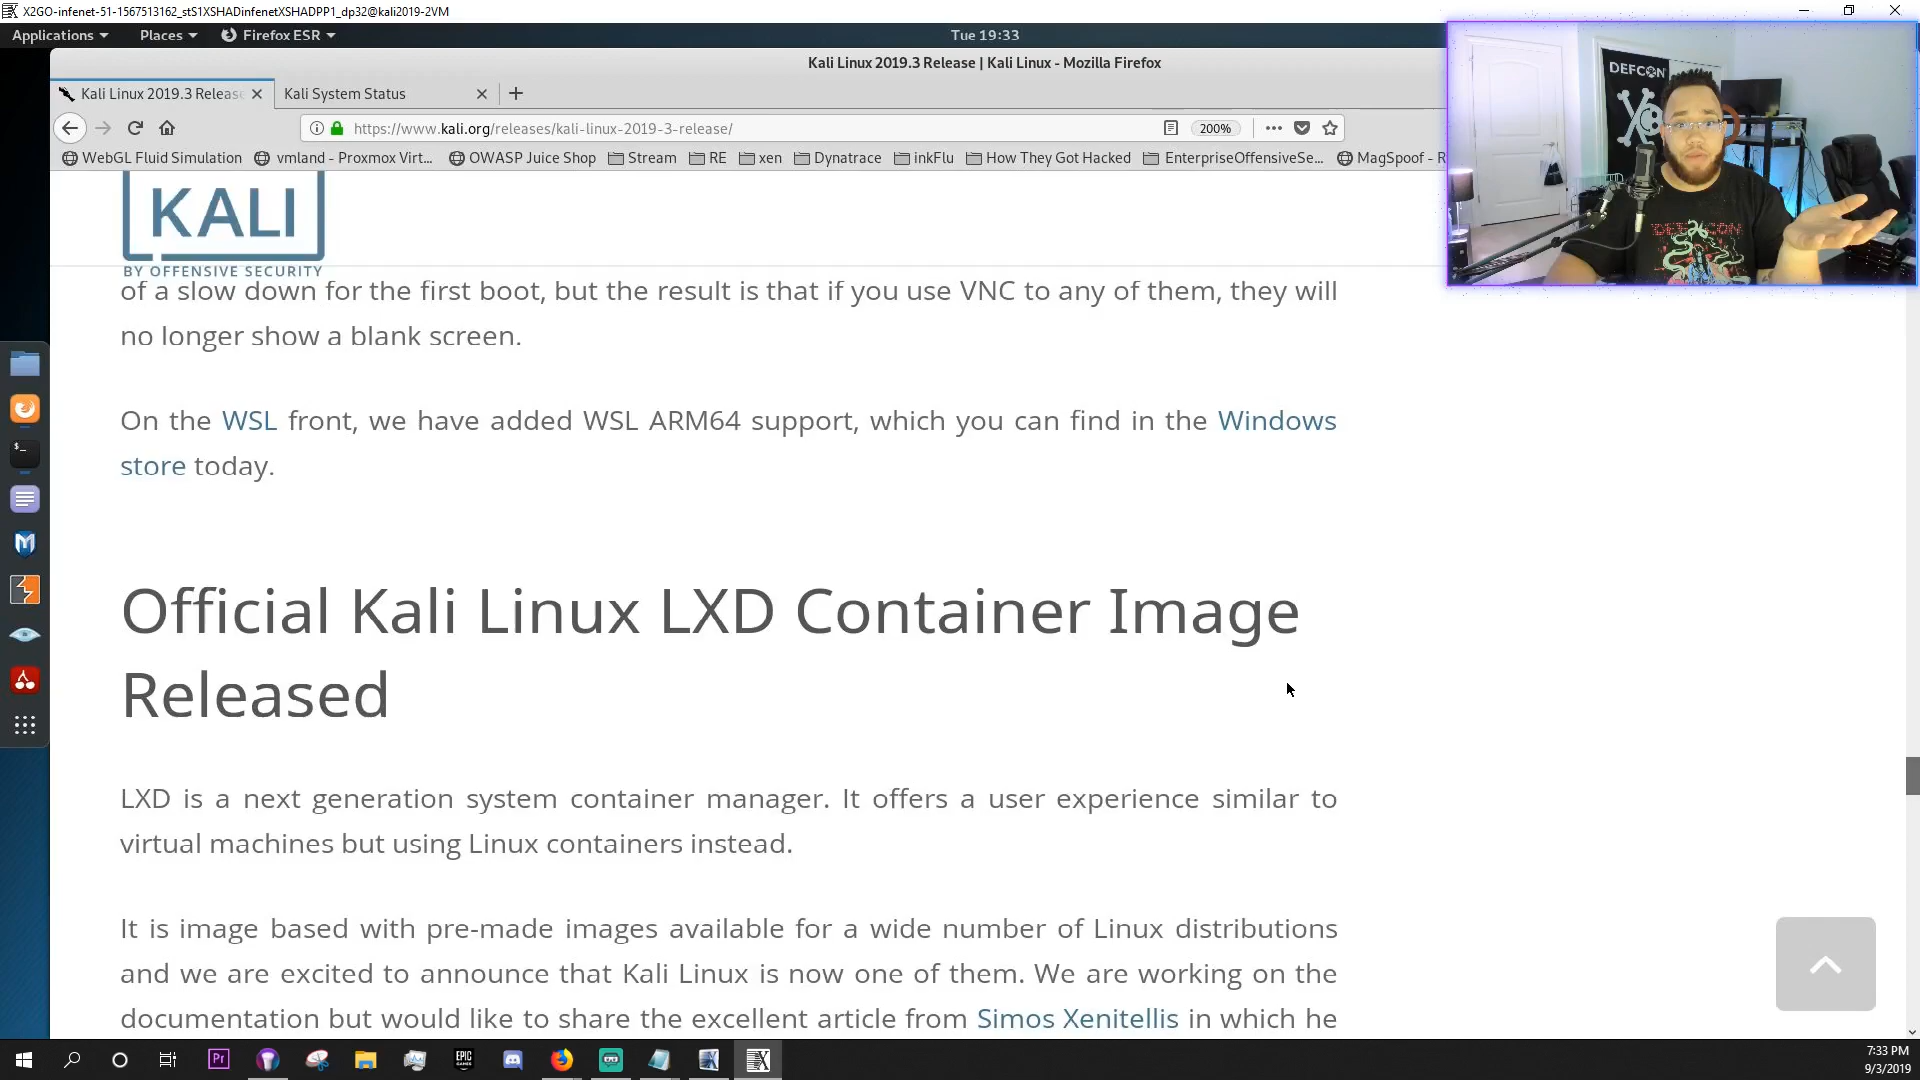 X2GO-infenet-51-1567513162_stS1XSHADinfenetXSHADPP1_dp32@kali2019-2VM
Applications Places Firefox ESR Tue 19:33
Kali Linux 2019.3 Release | Kali Linux - Mozilla Firefox
Kali Linux 2019.3 Release Kali System Status
https://www.kali.org/releases/kali-linux-2019-3-release/ 200%
WebGL Fluid Simulation vmland - Proxmox Virt... OWASP Juice Shop Stream RE xen Dynatrace inkFlu How They Got Hacked EnterpriseOffensiveSe... MagSpoof - R
DEFCON
DEFCON
KALI
BY OFFENSIVE SECURITY
of a slow down for the first boot, but the result is that if you use VNC to any of them, they will
no longer show a blank screen.
On the WSL front, we have added WSL ARM64 support, which you can find in the Windows
store today.
Official Kali Linux LXD Container Image
Released
LXD is a next generation system container manager. It offers a user experience similar to
virtual machines but using Linux containers instead.
It is image based with pre-made images available for a wide number of Linux distributions
and we are excited to announce that Kali Linux is now one of them. We are working on the
documentation but would like to share the excellent article from Simos Xenitellis in which he
Pr
EPIC
GAMES
7:33 PM
9/3/2019